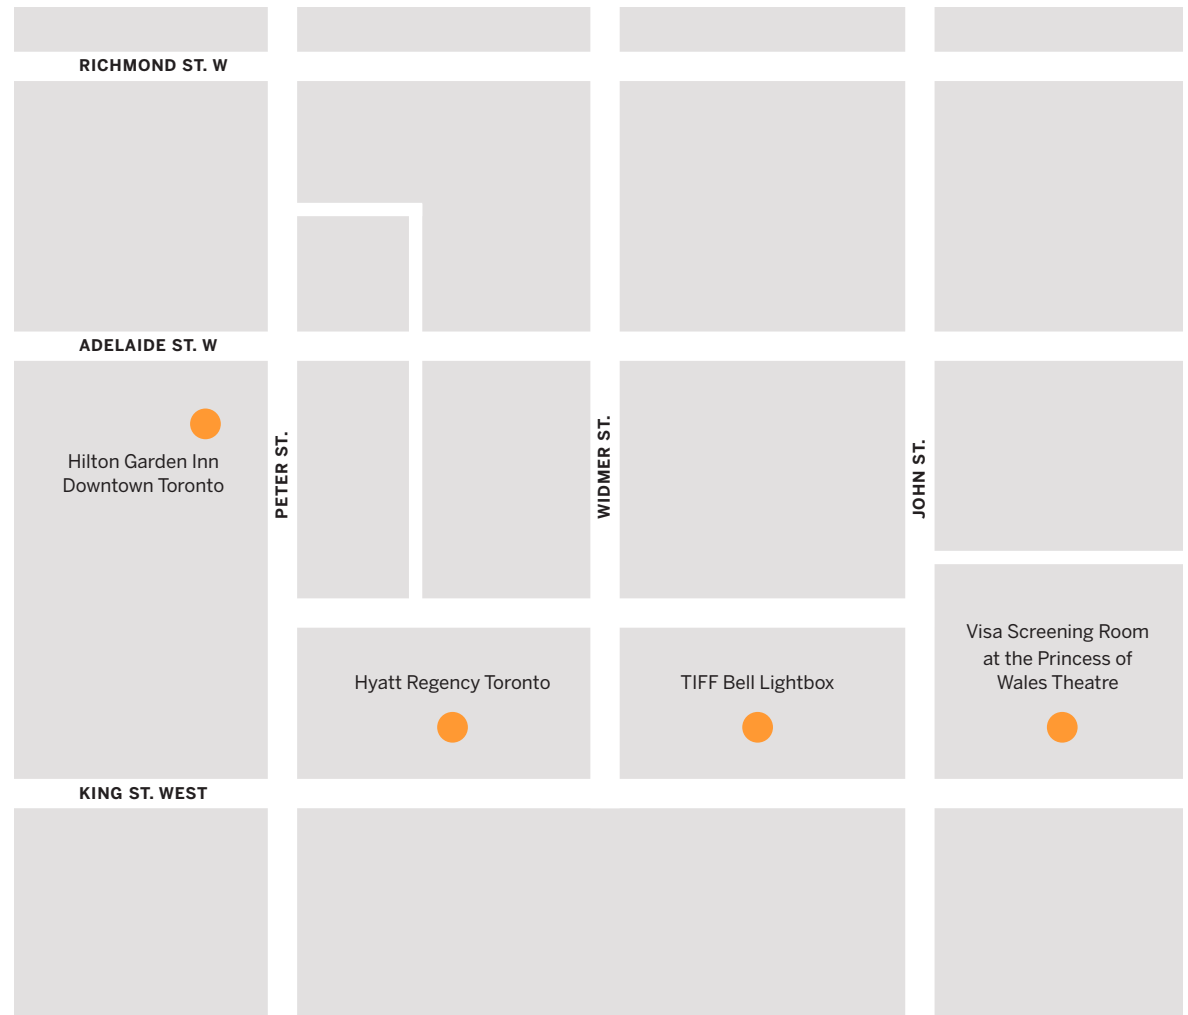 RICHMOND ST. W
ADELAIDE ST. W
Hilton Garden Inn
Downtown Toronto
PETER ST.
WIDMER ST.
JOHN ST.
Hyatt Regency Toronto
TIFF Bell Lightbox
Visa Screening Room
at the Princess of
Wales Theatre
KING ST. WEST